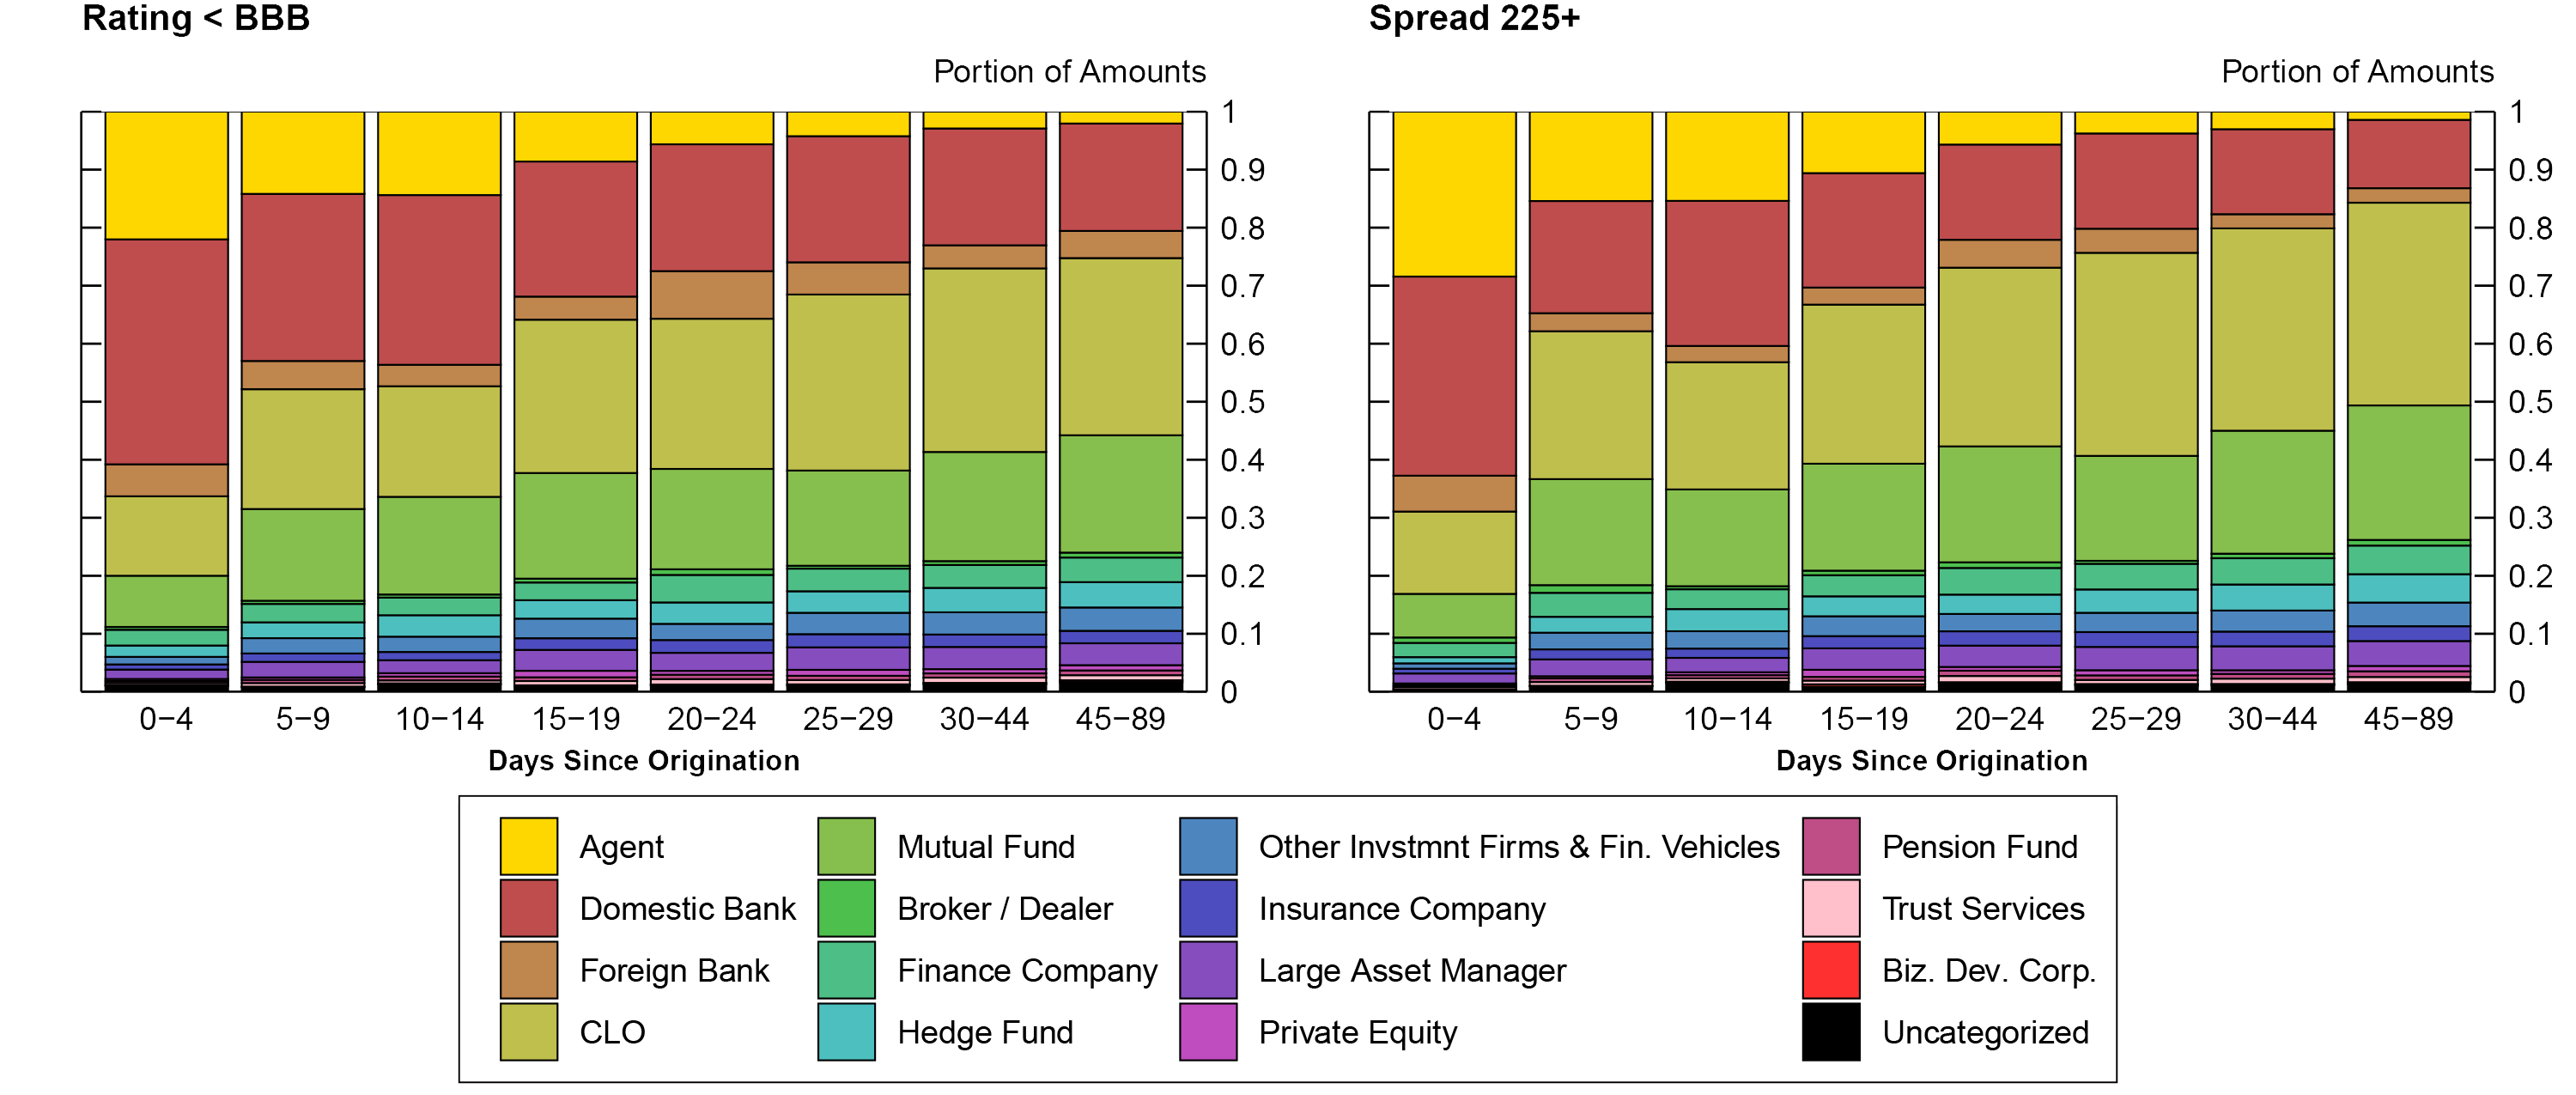 Rating < BBB
Portion of Amounts
1
0.9
0.8
0.7
0.6
0.5
0.4
0.3
0.2
0.1
0
0−4 5−9 10−14 15−19 20−24 25−29 30−44 45−89
Days Since Origination
Spread 225+
Portion of Amounts
1
0.9
0.8
0.7
0.6
0.5
0.4
0.3
0.2
0.1
0
0−4 5−9 10−14 15−19 20−24 25−29 30−44 45−89
Days Since Origination
Agent
Domestic Bank
Foreign Bank
CLO
Mutual Fund
Broker / Dealer
Finance Company
Hedge Fund
Other Invstmnt Firms & Fin. Vehicles
Insurance Company
Large Asset Manager
Private Equity
Pension Fund
Trust Services
Biz. Dev. Corp.
Uncategorized